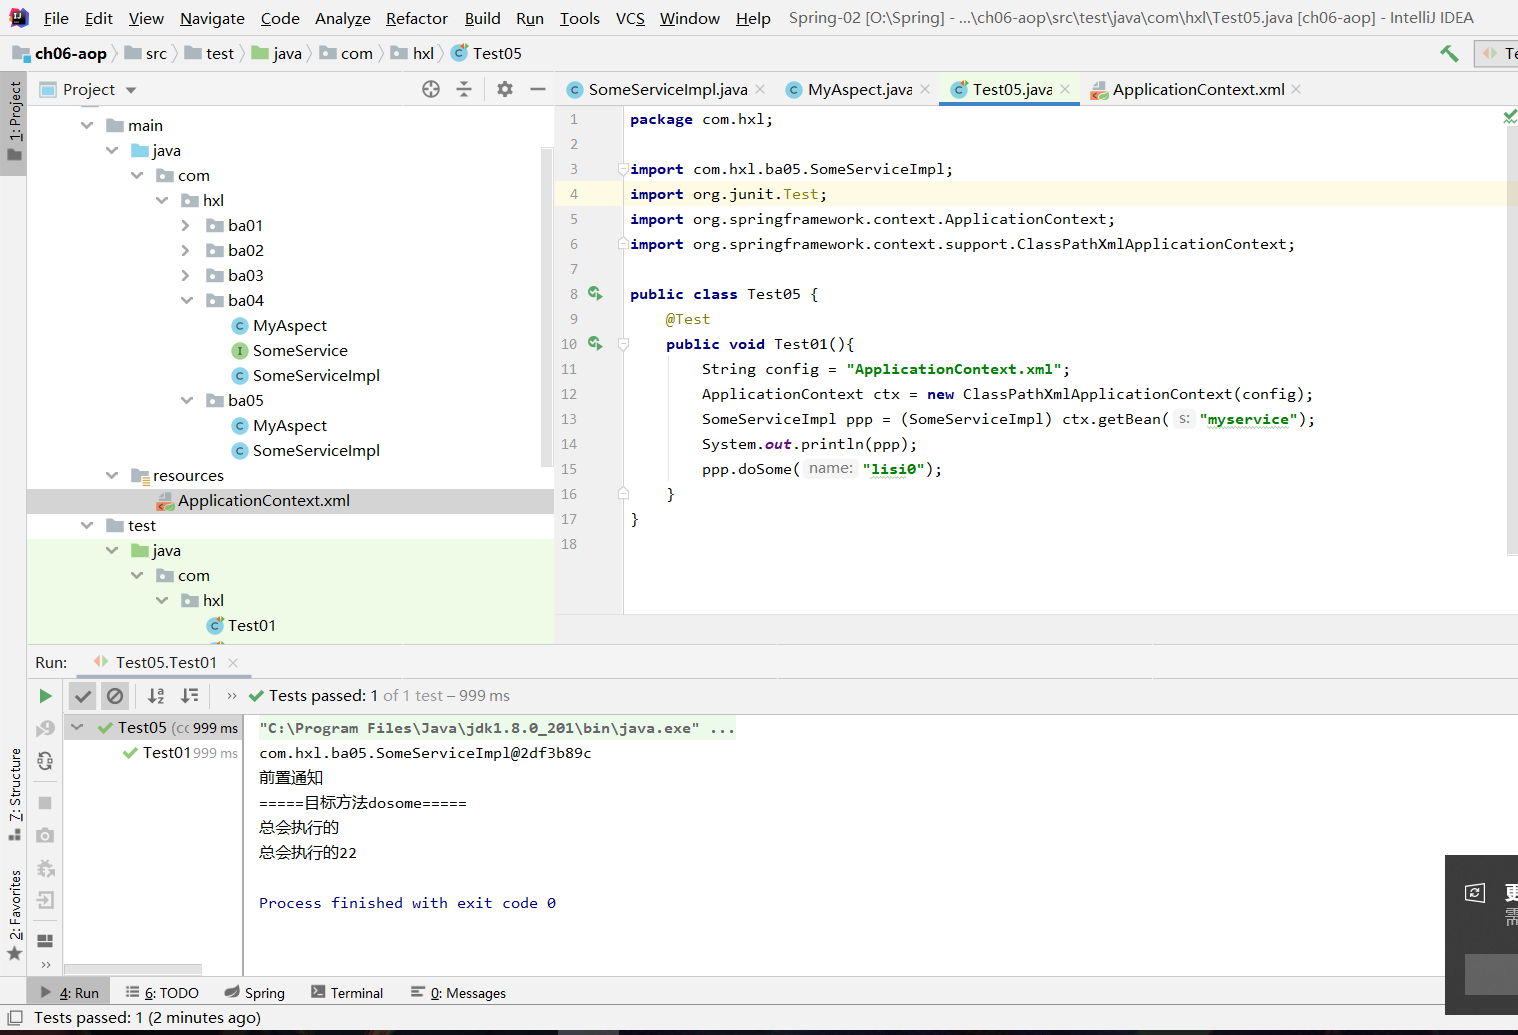 File Edit View Navigate Code Analyze Refactor Build Run Tools VCS Window Help Spring-02 [O:\Spring] - ...\ch06-aop\src\test\java\com\hxl\Test05.java [ch06-aop] - IntelliJ IDEA
ch06-aop src test java com hxl Test05
1: Project
Project
SomeServiceImpl.java MyAspect.java Test05.java ApplicationContext.xml
main
java
com
hxl
ba01
ba02
ba03
ba04
MyAspect
SomeService
SomeServiceImpl
ba05
MyAspect
SomeServiceImpl
resources
ApplicationContext.xml
test
java
com
hxl
Test01
1 package com.hxl;
2
3 import com.hxl.ba05.SomeServiceImpl;
4 import org.junit.Test;
5 import org.springframework.context.ApplicationContext;
6 import org.springframework.context.support.ClassPathXmlApplicationContext;
7
8 public class Test05 {
9 @Test
10 public void Test01(){
11 String config = "ApplicationContext.xml";
12 ApplicationContext ctx = new ClassPathXmlApplicationContext(config);
13 SomeServiceImpl ppp = (SomeServiceImpl) ctx.getBean( s: "myservice");
14 System.out.println(ppp);
15 ppp.doSome( name: "lisi0");
16 }
17 }
18
Run: Test05.Test01
Tests passed: 1 of 1 test – 999 ms
Test05 (cc 999 ms
Test01 999 ms
"C:\Program Files\Java\jdk1.8.0_201\bin\java.exe" ...
com.hxl.ba05.SomeServiceImpl@2df3b89c
前置通知
=====目标方法dosome=====
总会执行的
总会执行的22
Process finished with exit code 0
7: Structure
2: Favorites
4: Run 6: TODO Spring Terminal 0: Messages
Tests passed: 1 (2 minutes ago)